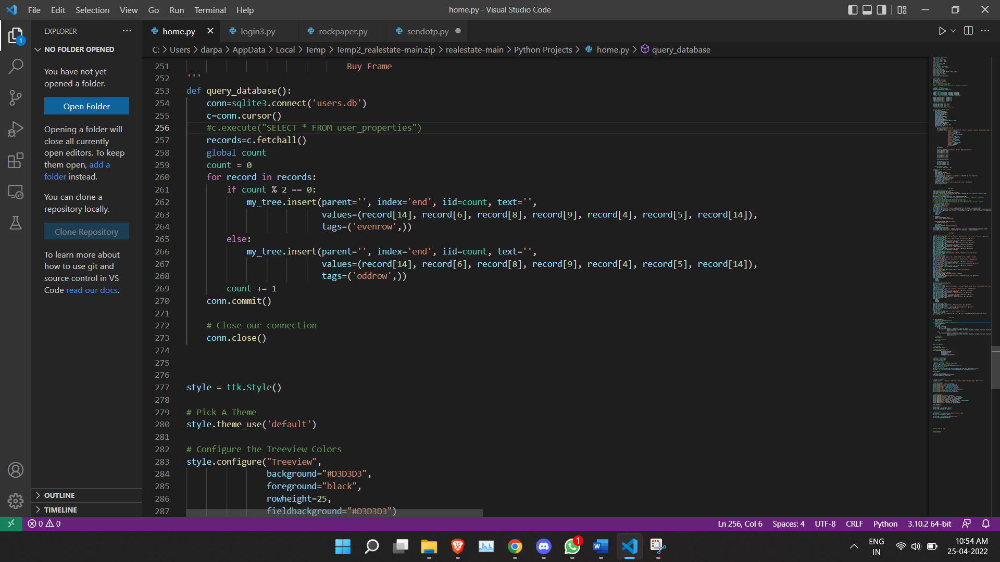 File Edit Selection View Go Run Terminal Help
home.py - Visual Studio Code
EXPLORER
NO FOLDER OPENED
You have not yet
opened a folder.
Open Folder
Opening a folder will
close all currently
open editors. To keep
them open, add a
folder instead.
You can clone a
repository locally.
Clone Repository
To learn more about
how to use git and
source control in VS
Code read our docs.
OUTLINE
TIMELINE
1
home.py
login3.py
rockpaper.py
sendotp.py
C: > Users > darpa > AppData > Local > Temp > Temp2_realestate-main.zip > realestate-main > Python Projects > home.py > query_database
251 Buy Frame
252 '''
253 def query_database():
254 conn=sqlite3.connect('users.db')
255 c=conn.cursor()
256 #c.execute("SELECT * FROM user_properties")
257 records=c.fetchall()
258 global count
259 count = 0
260 for record in records:
261 if count % 2 == 0:
262 my_tree.insert(parent='', index='end', iid=count, text='',
263 values=(record[14], record[6], record[8], record[9], record[4], record[5], record[14]),
264 tags=('evenrow',))
265 else:
266 my_tree.insert(parent='', index='end', iid=count, text='',
267 values=(record[14], record[6], record[8], record[9], record[4], record[5], record[14]),
268 tags=('oddrow',))
269 count += 1
270 conn.commit()
271
272 # Close our connection
273 conn.close()
274
275
276
277 style = ttk.Style()
278
279 # Pick A Theme
280 style.theme_use('default')
281
282 # Configure the Treeview Colors
283 style.configure("Treeview",
284 background="#D3D3D3",
285 foreground="black",
286 rowheight=25,
287 fieldbackground="#D3D3D3")
0 0
Ln 256, Col 6 Spaces: 4 UTF-8 CRLF Python 3.10.2 64-bit
1
ENG
IN
10:54 AM
25-04-2022